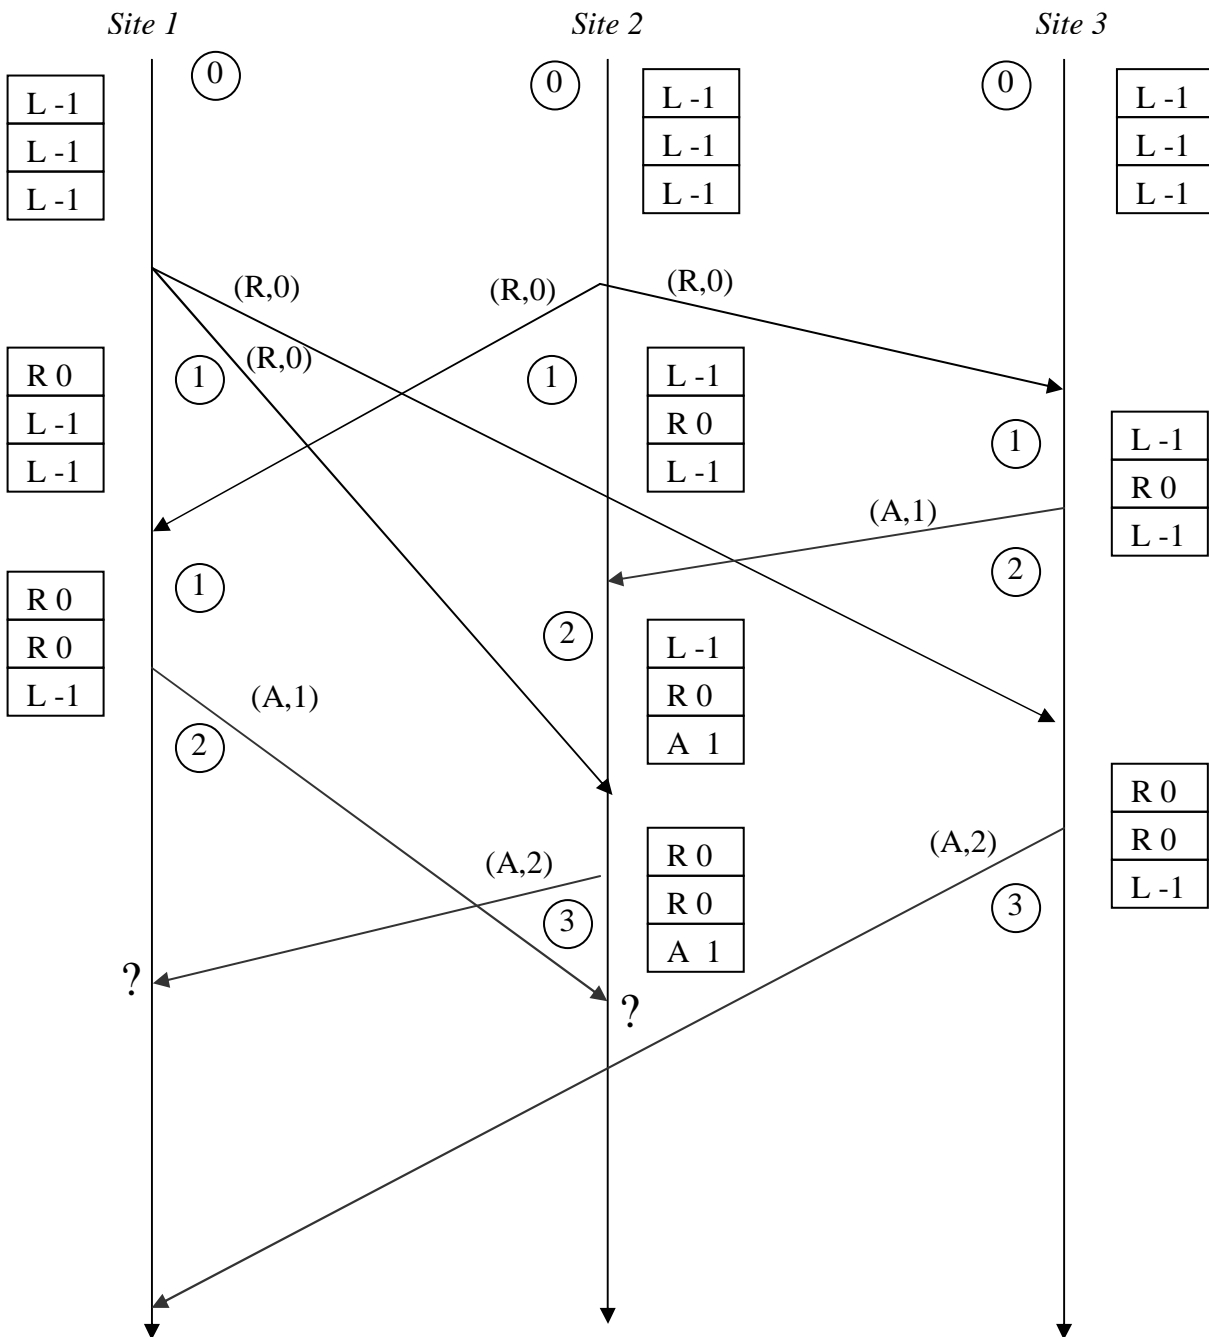 Site 1 Site 2 Site 3
0 0 0
L -1 L -1 L -1
L -1 L -1 L -1
L -1 L -1 L -1
(R,0) (R,0) (R,0)
(R,0)
R 0 1 1 L -1
L -1 R 0 1 L -1
L -1 L -1 R 0
(A,1) L -1
R 0 1 2
R 0 2 L -1
L -1 (A,1) R 0
2 A 1
R 0
(A,2) R 0 (A,2) R 0
3 R 0 3 L -1
A 1
? ?